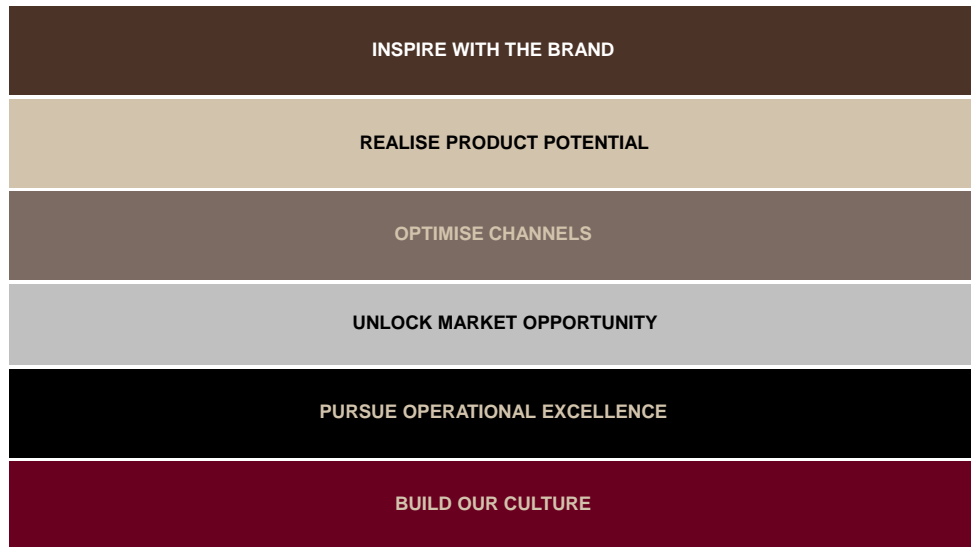 INSPIRE WITH THE BRAND
REALISE PRODUCT POTENTIAL
OPTIMISE CHANNELS
UNLOCK MARKET OPPORTUNITY
PURSUE OPERATIONAL EXCELLENCE
BUILD OUR CULTURE